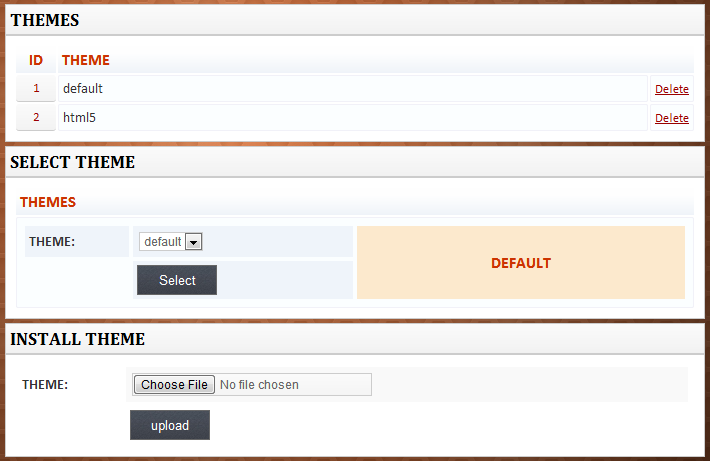 THEMES
ID THEME
1 default Delete
2 html5 Delete
SELECT THEME
THEMES
THEME: default
DEFAULT
Select
INSTALL THEME
THEME: Choose File No file chosen
upload